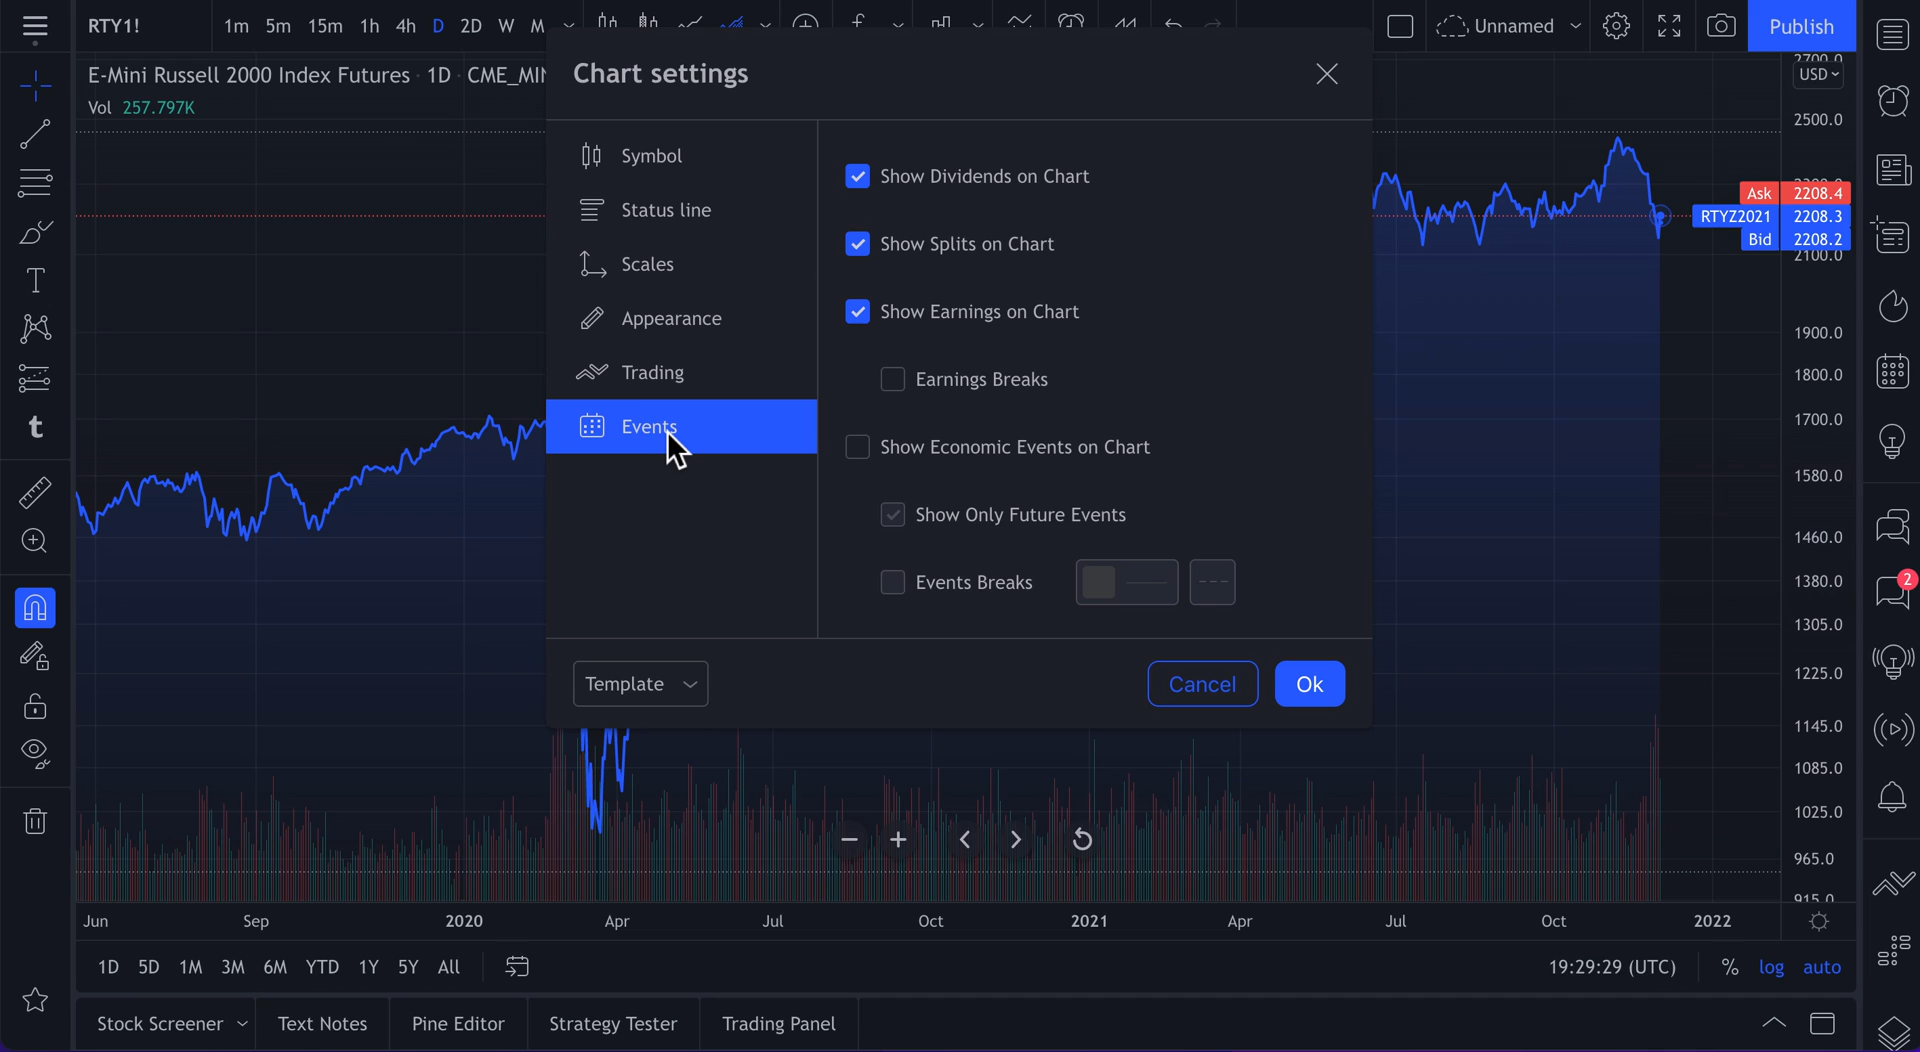 RTY1! 1m 5m 15m 1h 4h D 2D W M Unnamed Publish
E-Mini Russell 2000 Index Futures · 1D · CME_MIN
Vol 257.797K
Chart settings
Symbol
Status line
Scales
Appearance
Trading
Events
Show Dividends on Chart
Show Splits on Chart
Show Earnings on Chart
Earnings Breaks
Show Economic Events on Chart
Show Only Future Events
Events Breaks
Template
Cancel
Ok
2700.0
USD
2500.0
Ask 2208.4
RTYZ2021 2208.3
Bid 2208.2
2100.0
1900.0
1800.0
1700.0
1580.0
1460.0
1380.0
1305.0
1225.0
1145.0
1085.0
1025.0
965.0
915.0
T
t
2
Jun Sep 2020 Apr Jul Oct 2021 Apr Jul Oct 2022
1D 5D 1M 3M 6M YTD 1Y 5Y All 19:29:29 (UTC) % log auto
Stock Screener Text Notes Pine Editor Strategy Tester Trading Panel